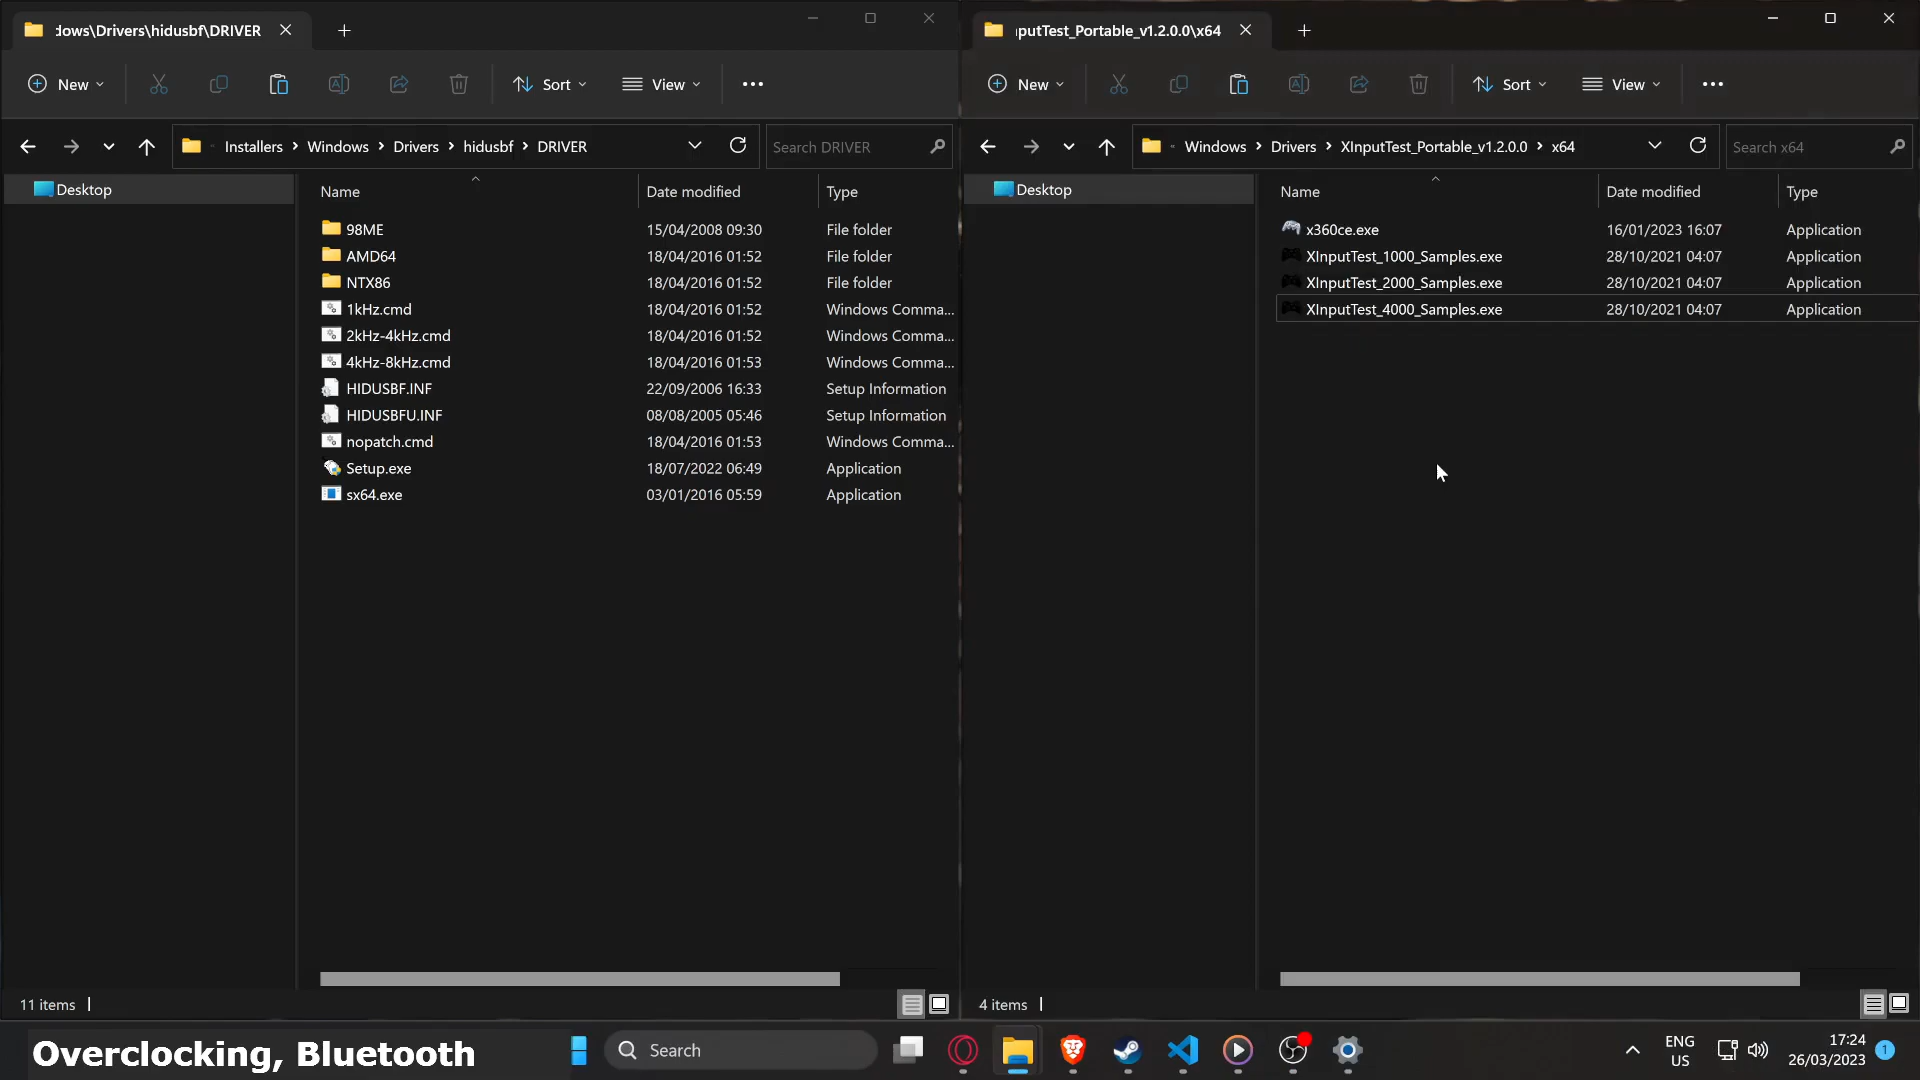 dows\Drivers\hidusbf\DRIVER
New
Sort
View
Installers > Windows > Drivers > hidusbf > DRIVER
Search DRIVER
Desktop
Name Date modified Type
98ME 15/04/2008 09:30 File folder
AMD64 18/04/2016 01:52 File folder
NTX86 18/04/2016 01:52 File folder
1kHz.cmd 18/04/2016 01:52 Windows Comma...
2kHz-4kHz.cmd 18/04/2016 01:52 Windows Comma...
4kHz-8kHz.cmd 18/04/2016 01:53 Windows Comma...
HIDUSBF.INF 22/09/2006 16:33 Setup Information
HIDUSBFU.INF 08/08/2005 05:46 Setup Information
nopatch.cmd 18/04/2016 01:53 Windows Comma...
Setup.exe 18/07/2022 06:49 Application
sx64.exe 03/01/2016 05:59 Application
11 items
putTest_Portable_v1.2.0.0\x64
New
Sort
View
Windows > Drivers > XInputTest_Portable_v1.2.0.0 > x64
Search x64
Desktop
Name Date modified Type
x360ce.exe 16/01/2023 16:07 Application
XInputTest_1000_Samples.exe 28/10/2021 04:07 Application
XInputTest_2000_Samples.exe 28/10/2021 04:07 Application
XInputTest_4000_Samples.exe 28/10/2021 04:07 Application
4 items
Overclocking, Bluetooth
Search
ENG
US
17:24
26/03/2023
1